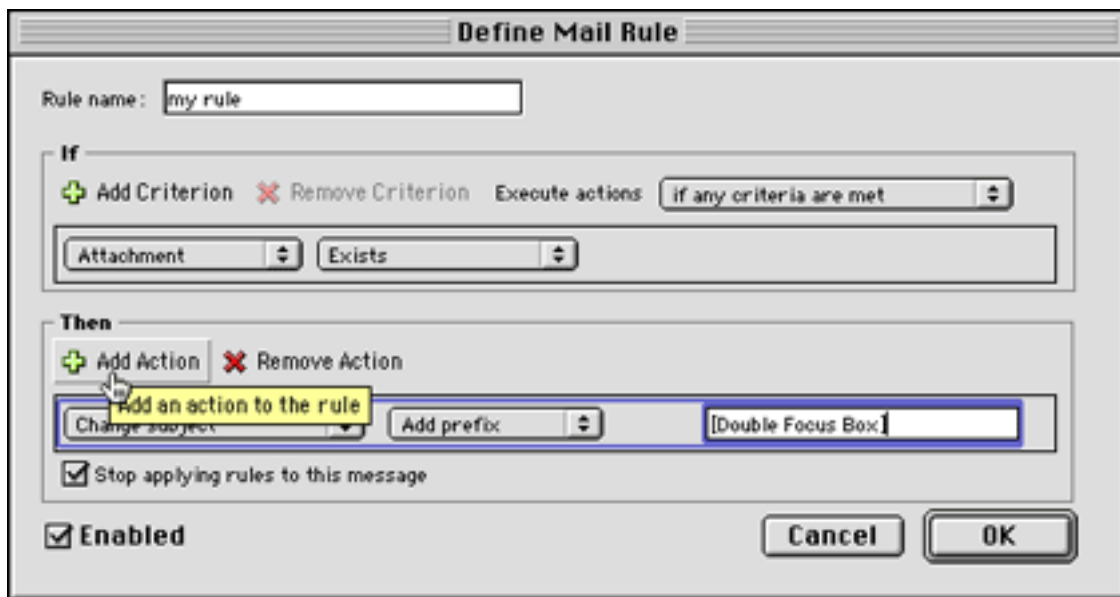 Define Mail Rule
Rule name: my rule
If
Add Criterion Remove Criterion Execute actions if any criteria are met
Attachment Exists
Then
Add Action Remove Action
Add an action to the rule
Change subject Add prefix [Double Focus Box]
Stop applying rules to this message
Enabled Cancel OK